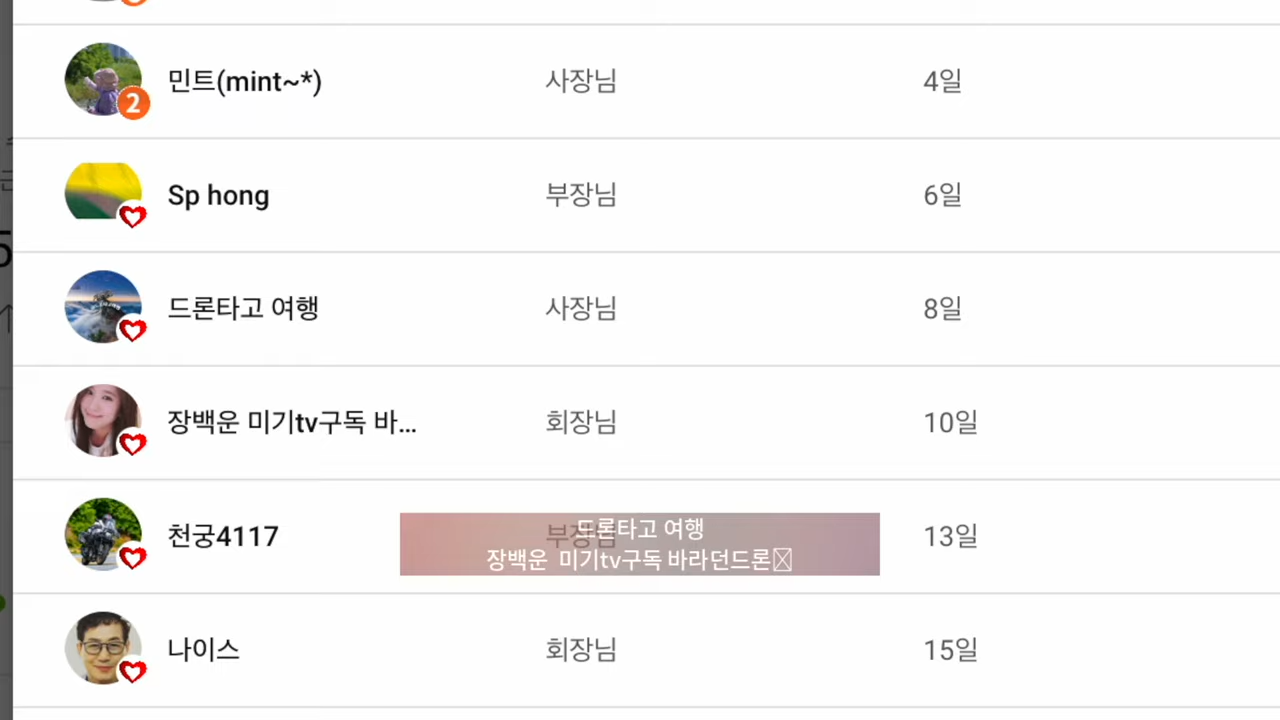 민트(mint~*) 사장님 4일
2
Sp hong 부장님 6일
드론타고 여행 사장님 8일
장백운 미기tv구독 바... 회장님 10일
천궁4117 부장님 13일
드론타고 여행
장백운 미기tv구독 바라던드론
나이스 회장님 15일